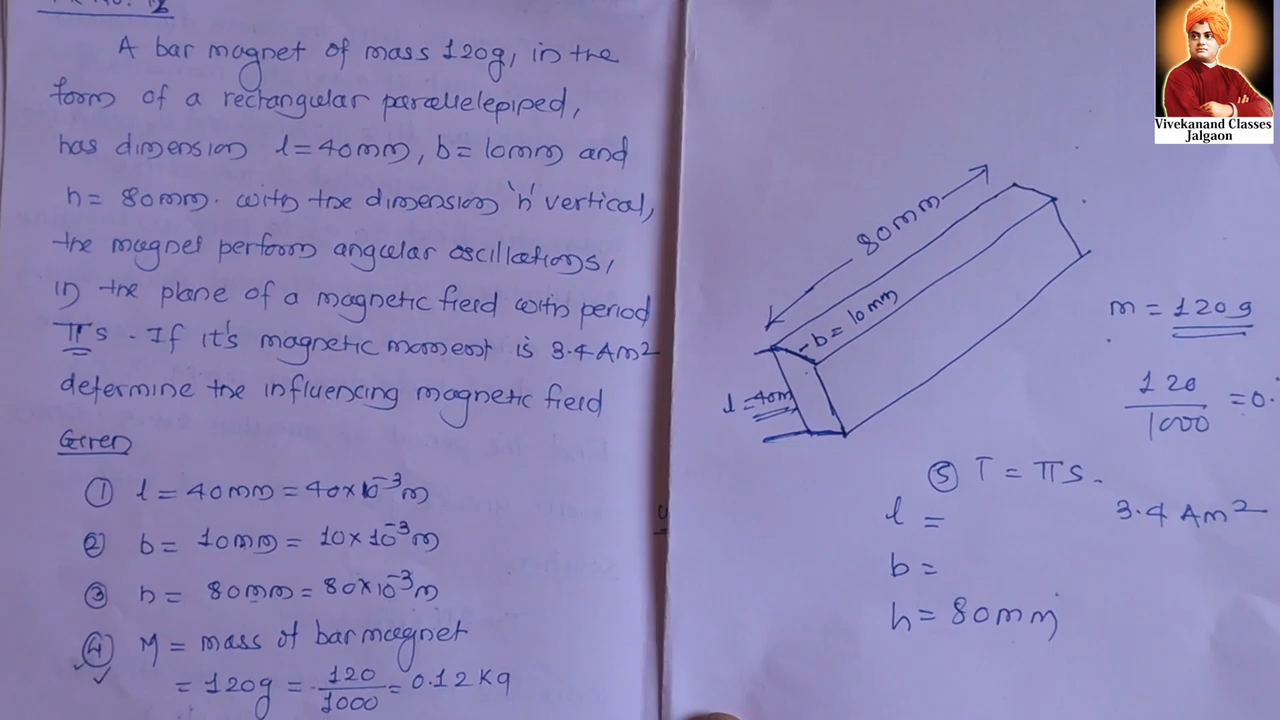 A bar magnet of mass 120g, in the
form of a rectangular parallelepiped,
has dimension l = 40mm, b = 10mm and
h = 80mm. with the dimension 'h' vertical,
the magnet perform angular oscillations,
in the plane of a magnetic field with period
πs. If it's magnetic moment is 3.4 Am²
determine the influencing magnetic field
Given
① l = 40mm = 40×10⁻³m
② b = 10mm = 10×10⁻³m
③ h = 80mm = 80×10⁻³m
④ M = mass of bar magnet
= 120g = 120/1000 = 0.12 Kg
80mm
b = 10mm
l = 40m
m = 120g
120/1000 = 0.
⑤ T = πs.
l =
3.4 Am²
b =
h = 80mm
Vivekanand Classes
Jalgaon